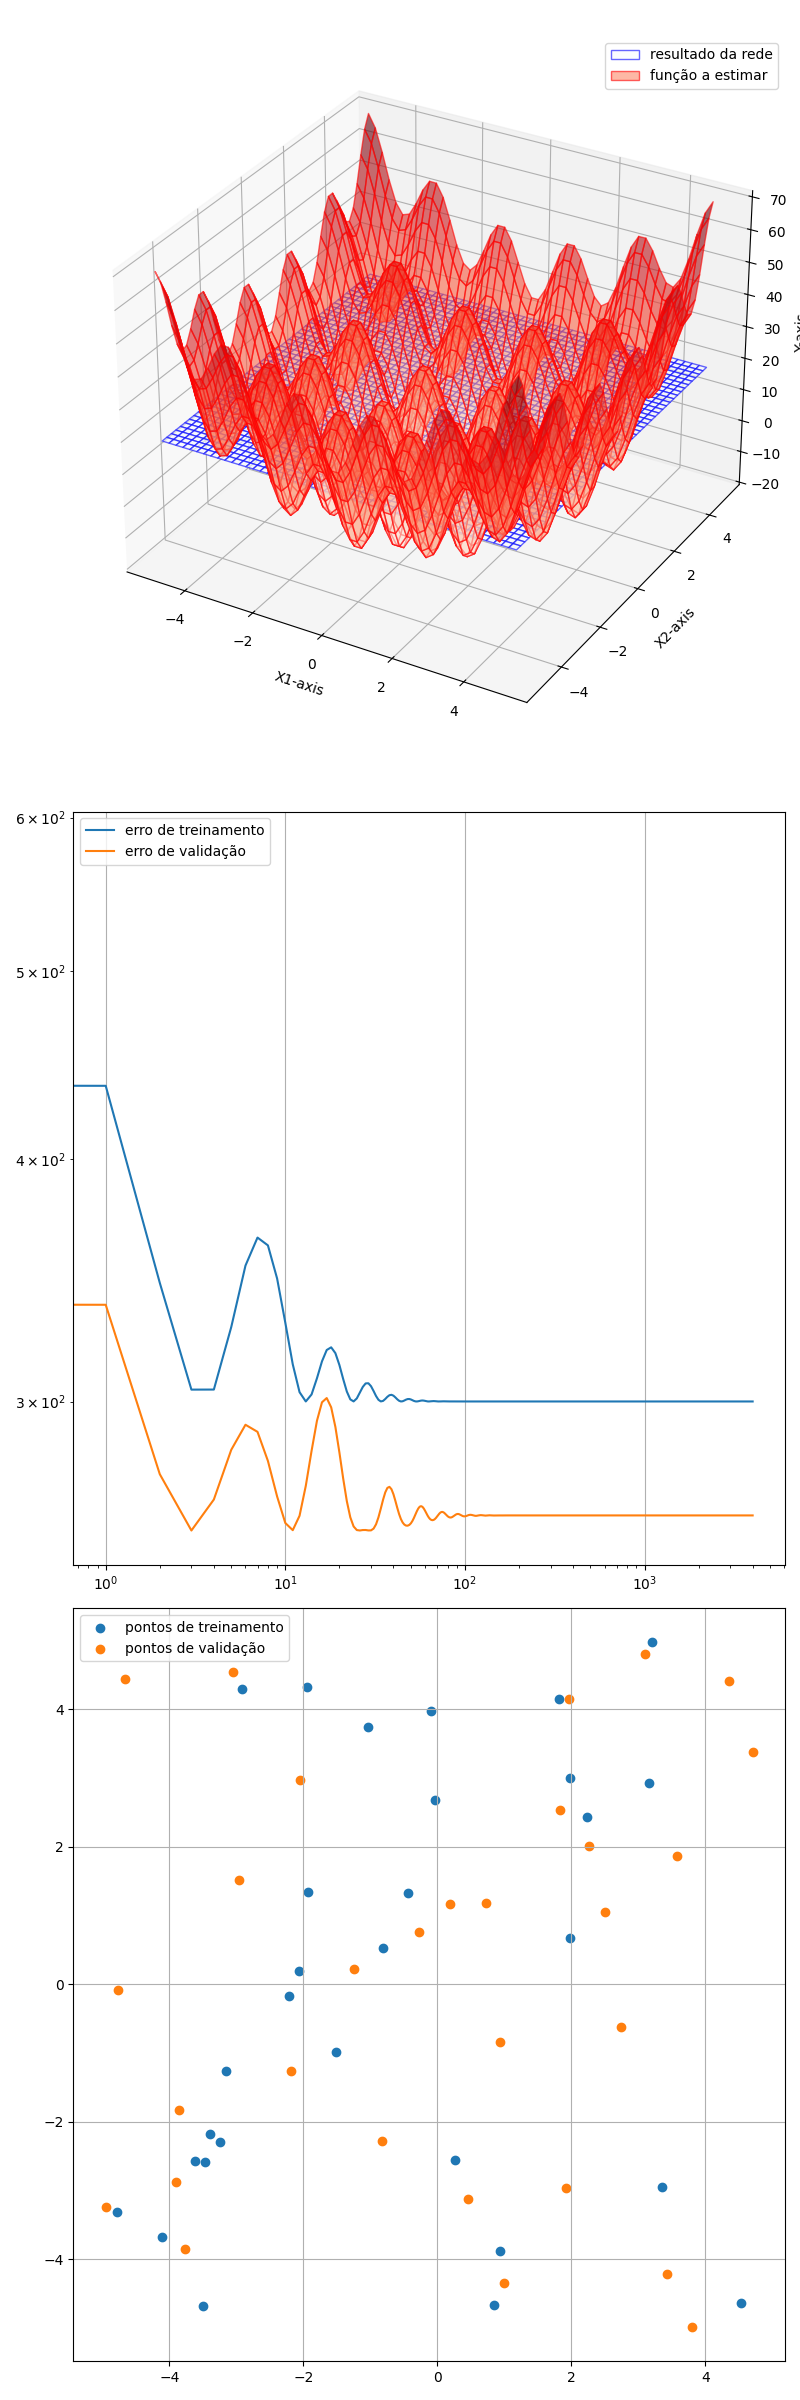 resultado da rede
função a estimar
70
60
50
40
30
20
10
0
−10
−20
4
2
0
−2
−4
X2-axis
−4
−2
0
2
4
X1-axis
6 × 10²
5 × 10²
4 × 10²
3 × 10²
erro de treinamento
erro de validação
10⁰
10¹
10²
10³
pontos de treinamento
pontos de validação
4
2
0
−2
−4
−4
−2
0
2
4